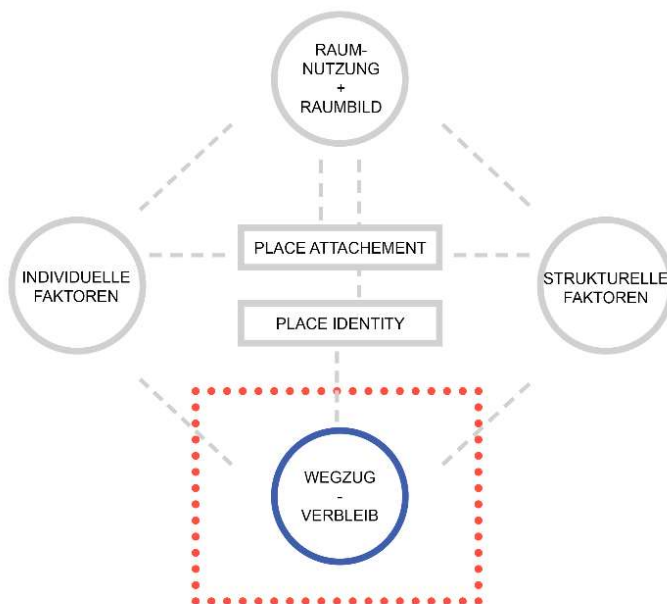 RAUM-
NUTZUNG
+
RAUMBILD
PLACE ATTACHEMENT
INDIVIDUELLE
FAKTOREN
STRUKTURELLE
FAKTOREN
PLACE IDENTITY
WEGZUG
-
VERBLEIB